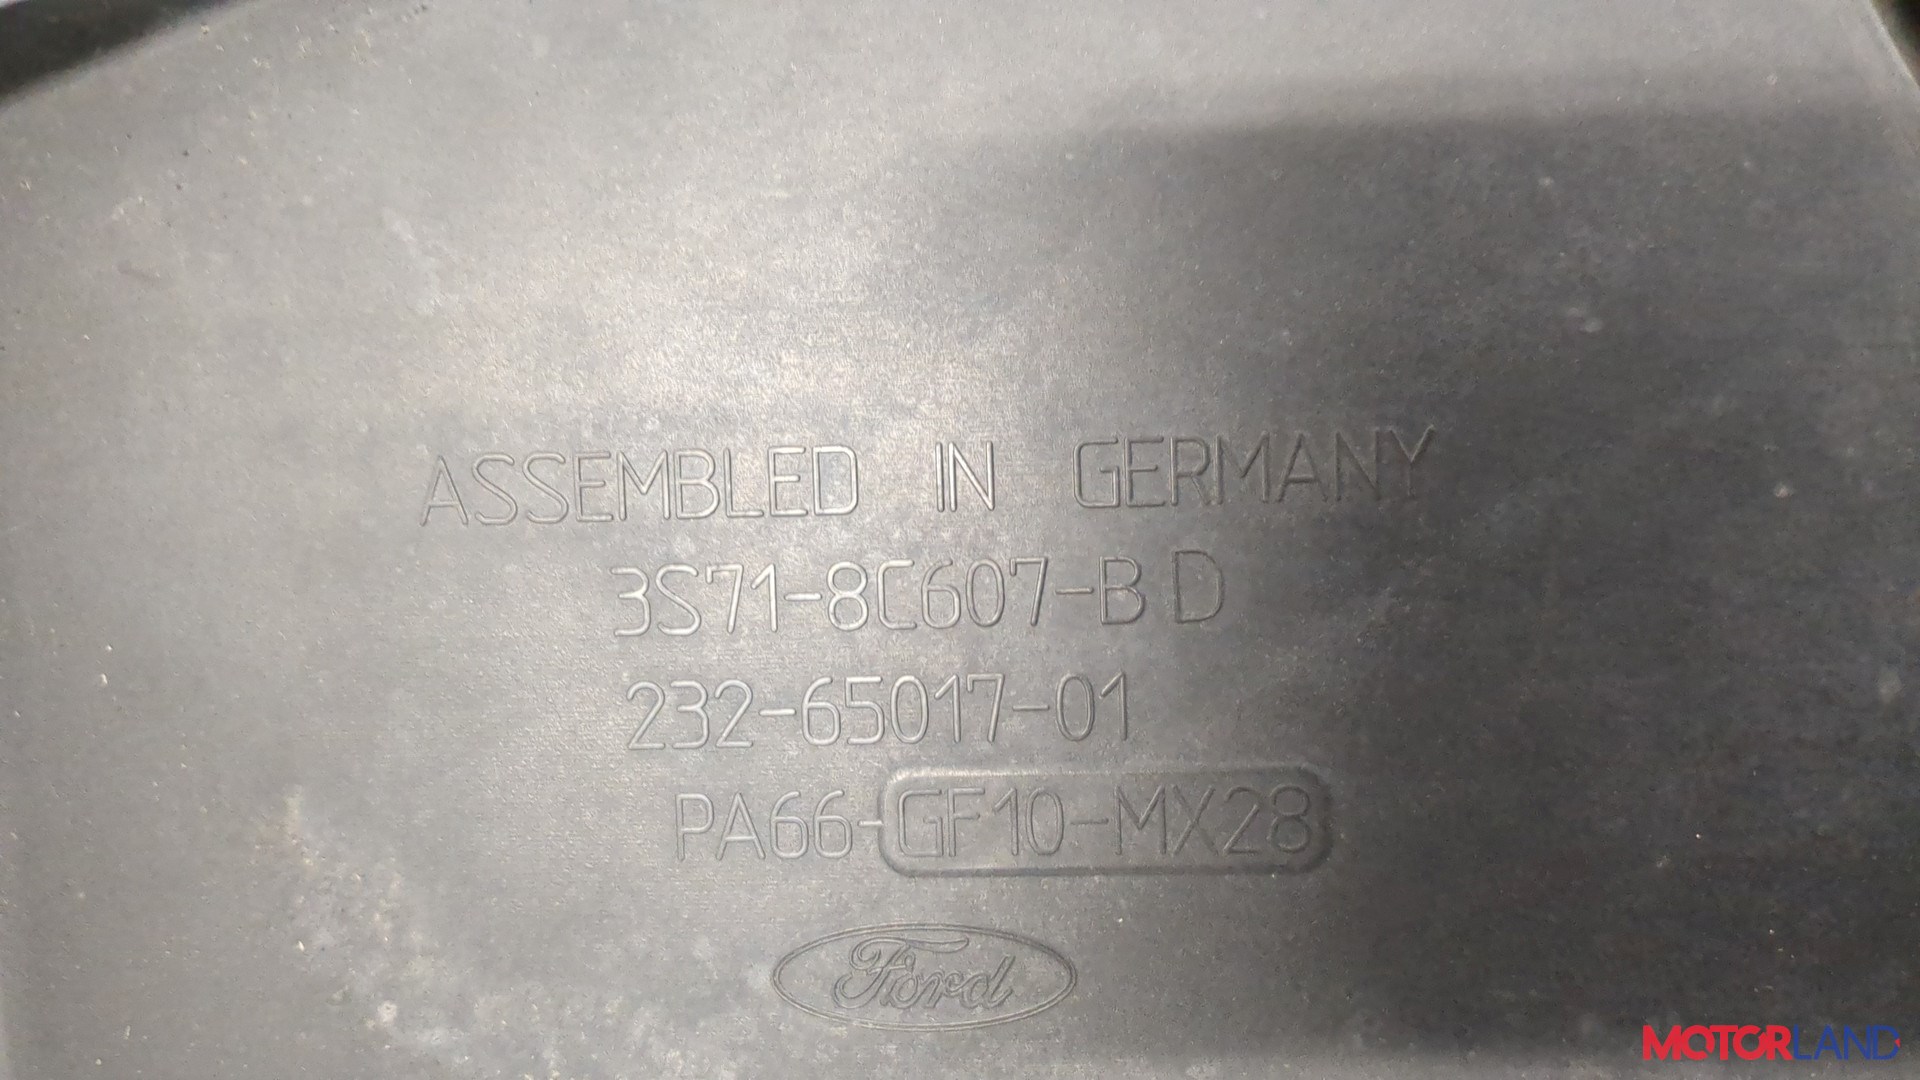 ASSEMBLED IN GERMANY
3S71-8C607-BD
232-65017-01
PA66-GF10-MX28
Ford
MOTORLAND